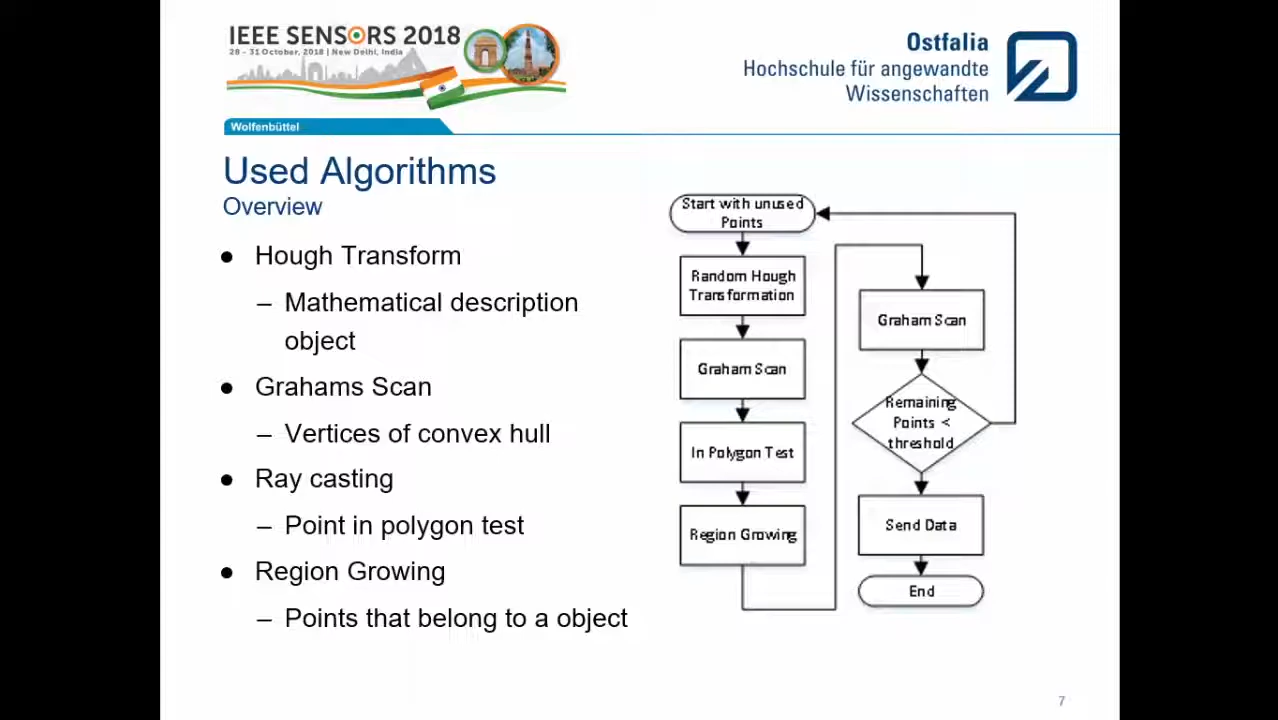 IEEE SENSORS 2018
28 - 31 October, 2018 | New Delhi, India
Ostfalia
Hochschule für angewandte
Wissenschaften
Wolfenbüttel
Used Algorithms
Overview
● Hough Transform
– Mathematical description
object
● Grahams Scan
– Vertices of convex hull
● Ray casting
– Point in polygon test
● Region Growing
– Points that belong to a object
Start with unused
Points
Random Hough
Transformation
Graham Scan
In Polygon Test
Region Growing
Graham Scan
Remaining
Points <
threshold
Send Data
End
7